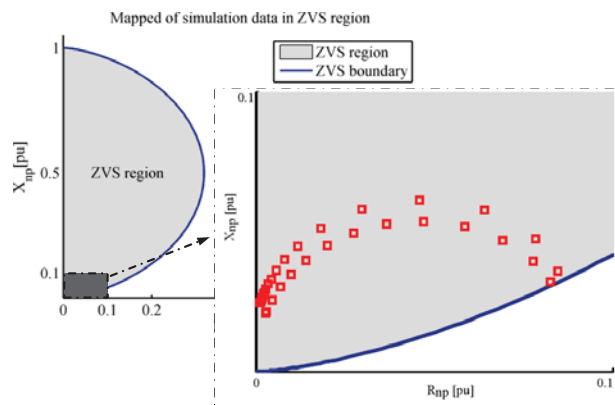 Mapped of simulation data in ZVS region
ZVS region
ZVS boundary
1
0.5
0.1
0
0.1
0.2
Xnp[pu]
ZVS region
0.1
Xnp [pu]
0
0.1
Rnp [pu]